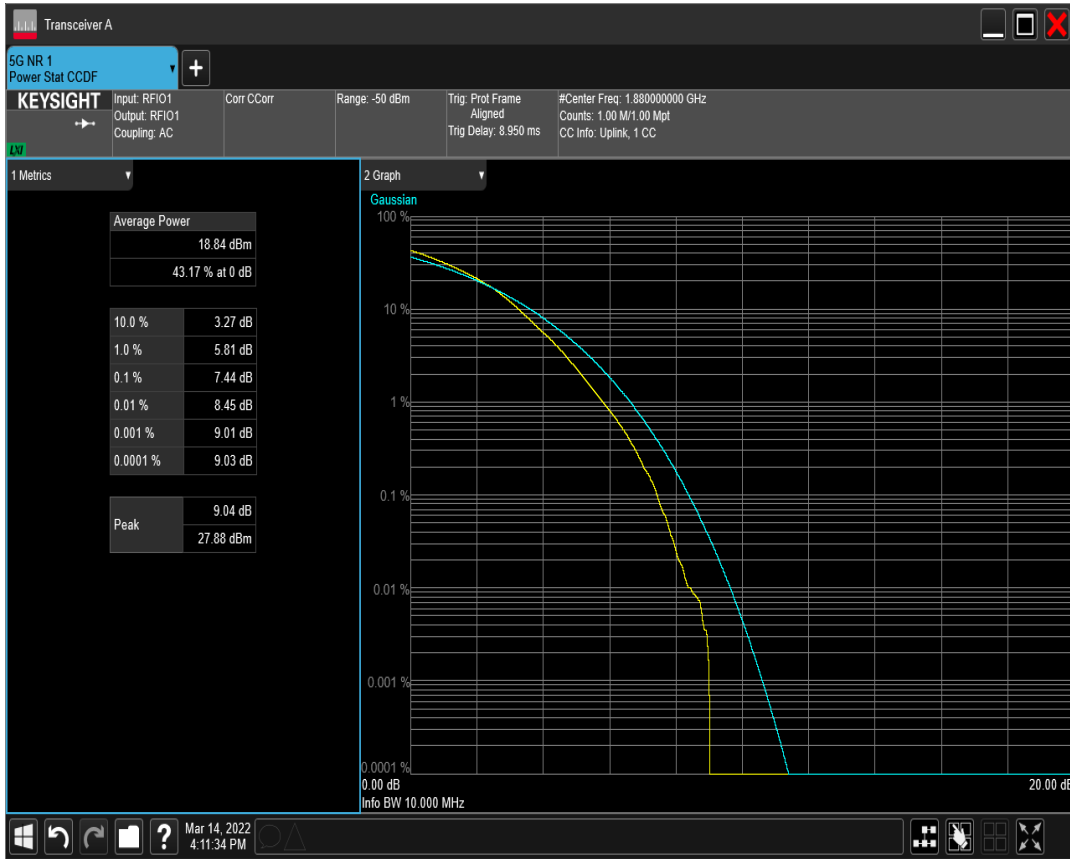 Transceiver A
5G NR 1
Power Stat CCDF
+
KEYSIGHT
LXI
Input: RFIO1
Output: RFIO1
Coupling: AC
Corr CCorr
Range: -50 dBm
Trig: Prot Frame
Aligned
Trig Delay: 8.950 ms
#Center Freq: 1.880000000 GHz
Counts: 1.00 M/1.00 Mpt
CC Info: Uplink, 1 CC
1 Metrics
Average Power
18.84 dBm
43.17 % at 0 dB
10.0 % 3.27 dB
1.0 % 5.81 dB
0.1 % 7.44 dB
0.01 % 8.45 dB
0.001 % 9.01 dB
0.0001 % 9.03 dB
Peak
9.04 dB
27.88 dBm
2 Graph
Gaussian
100 %
10 %
1 %
0.1 %
0.01 %
0.001 %
0.0001 %
0.00 dB 20.00 dB
Info BW 10.000 MHz
?
Mar 14, 2022
4:11:34 PM